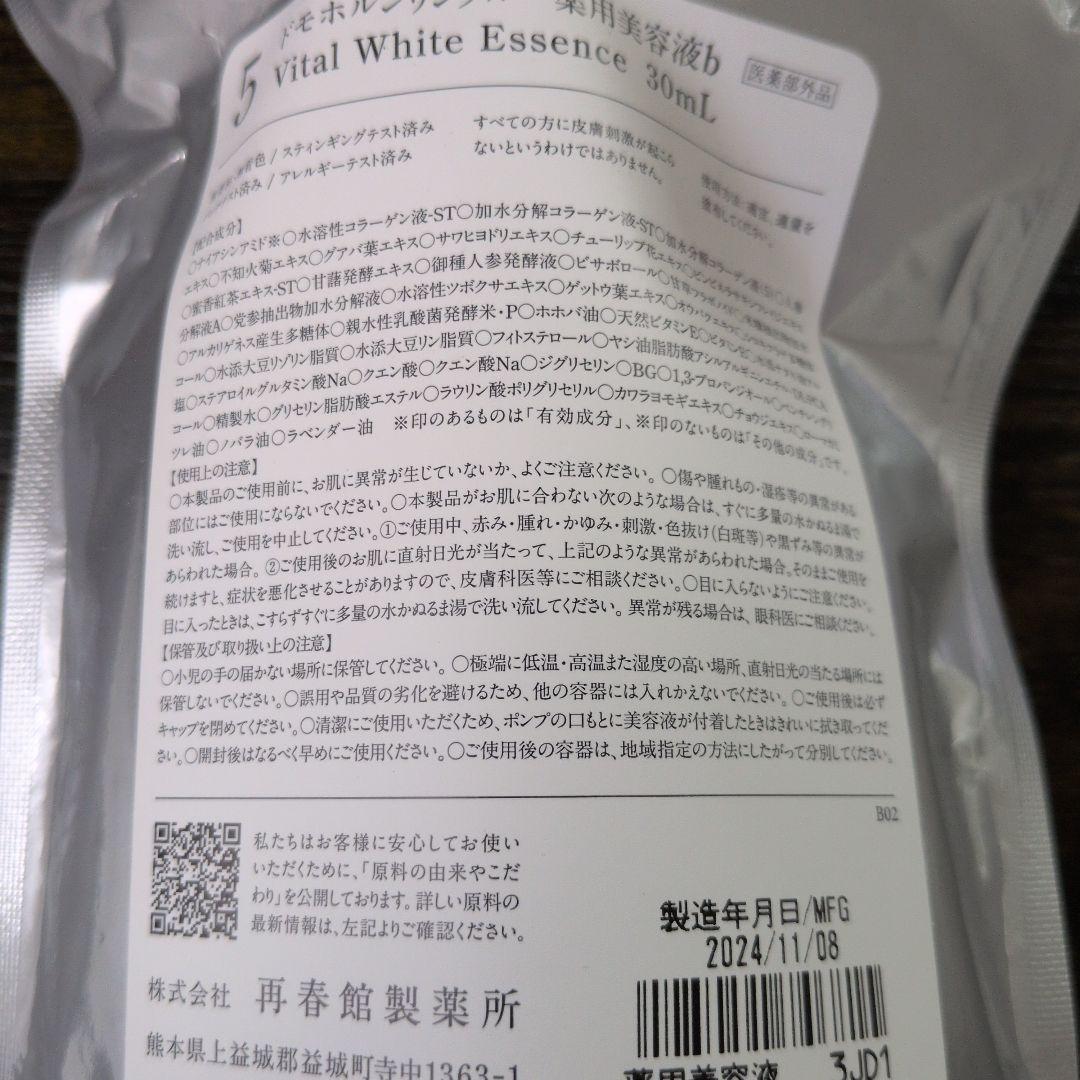 ドモホルンリンクル 薬用美容液b
5 Vital White Essence 30mL 医薬部外品
色 / スティンギングテスト済み
テスト済み / アレルギーテスト済み
すべての方に皮膚刺激が起こら
ないというわけではありません。
【配合成分】
○ナイアシンアミド※○水溶性コラーゲン液-ST○加水分解コラーゲン液-ST○加水分解コラーゲン
エキス○不知火菊エキス○グアバ葉エキス○サワヒヨドリエキス○チューリップ花エキス
○蜜香紅茶エキス-ST○甘藷発酵エキス○御種人参発酵液○ビサボロール
分解液A○党参抽出物加水分解液○水溶性ツボクサエキス○ゲットウ葉エキス○オウバクエキス
○アルカリゲネス産生多糖体○親水性乳酸菌発酵米・P○ホホバ油○天然ビタミンE
コール○水添大豆リゾリン脂質○水添大豆リン脂質○フィトステロール○ヤシ油脂肪酸アシルアルギニンエチル・DL-PCA
塩○ステアロイルグルタミン酸Na○クエン酸○クエン酸Na○ジグリセリン○BG○1,3-プロパンジオール
コール○精製水○グリセリン脂肪酸エステル○ラウリン酸ポリグリセリル○カワラヨモギエキス○チョウジエキス○ローマカミ
ツレ油○ノバラ油○ラベンダー油 ※印のあるものは「有効成分」、※印のないものは「その他の成分」です。
【使用上の注意】
○本製品のご使用前に、お肌に異常が生じていないか、よくご注意ください。○傷や腫れもの・湿疹等の異常がある
部位にはご使用にならないでください。○本製品がお肌に合わない次のような場合は、すぐに多量の水かぬるま湯で
洗い流し、ご使用を中止してください。①ご使用中、赤み・腫れ・かゆみ・刺激・色抜け(白斑等)や黒ずみ等の異常が
あらわれた場合。②ご使用後のお肌に直射日光が当たって、上記のような異常があらわれた場合。そのままご使用を
続けますと、症状を悪化させることがありますので、皮膚科医等にご相談ください。○目に入らないようにご注意ください。
目に入ったときは、こすらずすぐに多量の水かぬるま湯で洗い流してください。異常が残る場合は、眼科医にご相談ください。
【保管及び取り扱い上の注意】
○小児の手の届かない場所に保管してください。○極端に低温・高温また湿度の高い場所、直射日光の当たる場所には
保管しないでください。○誤用や品質の劣化を避けるため、他の容器には入れかえないでください。○ご使用後は必ず
キャップを閉めてください。○清潔にご使用いただくため、ポンプの口もとに美容液が付着したときはきれいに拭き取ってくだ
さい。○開封後はなるべく早めにご使用ください。○ご使用後の容器は、地域指定の方法にしたがって分別してください。
B02
私たちはお客様に安心してお使い
いただくために、「原料の由来やこだ
わり」を公開しております。詳しい原料の
最新情報は、左記よりご確認ください。
株式会社 再春館製薬所
熊本県上益城郡益城町寺中1363-1
製造年月日/MFG
2024/11/08
薬用美容液 3JD1